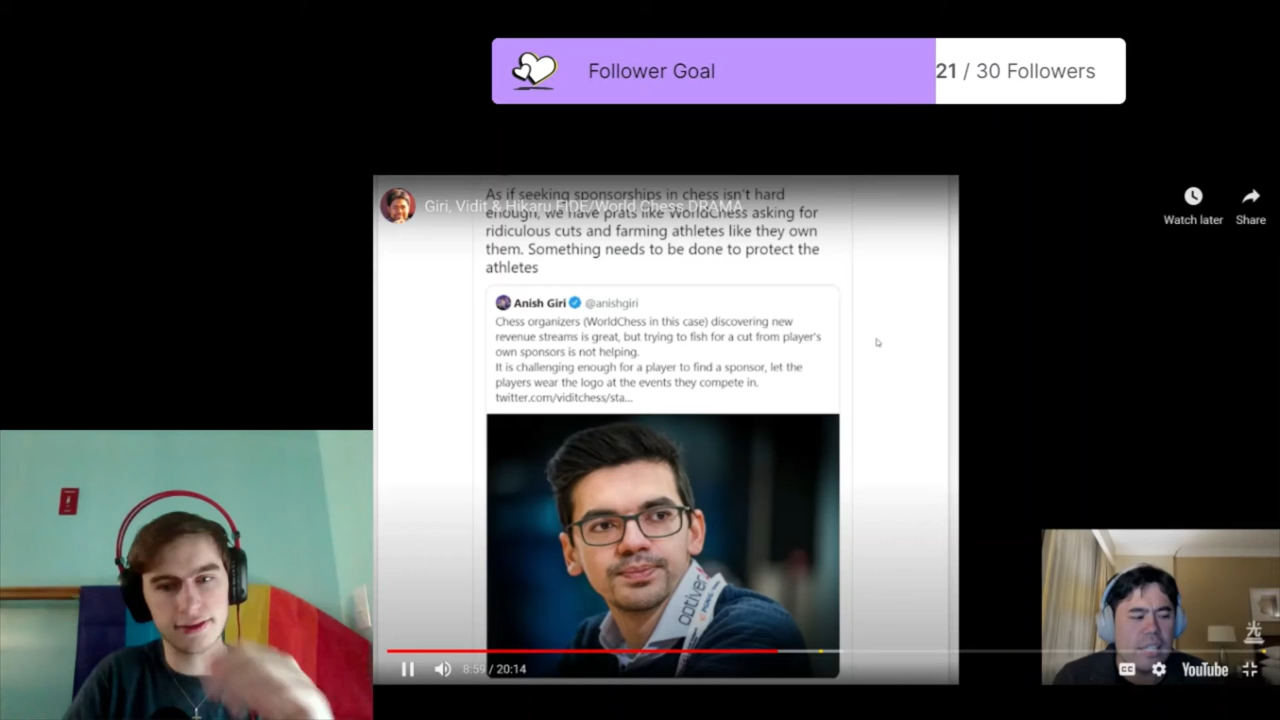 Follower Goal
21 / 30 Followers
As if seeking sponsorships in chess isn't hard
Giri, Vidit & Hikaru FIDE/World Chess DRAMA
enough, we have prats like WorldChess asking for
ridiculous cuts and farming athletes like they own
them. Something needs to be done to protect the
athletes
Watch later
Share
Anish Giri @anishgiri
Chess organizers (WorldChess in this case) discovering new
revenue streams is great, but trying to fish for a cut from player's
own sponsors is not helping.
It is challenging enough for a player to find a sponsor, let the
players wear the logo at the events they compete in.
twitter.com/viditchess/sta...
optiver
光
8:59 / 20:14
CC
YouTube